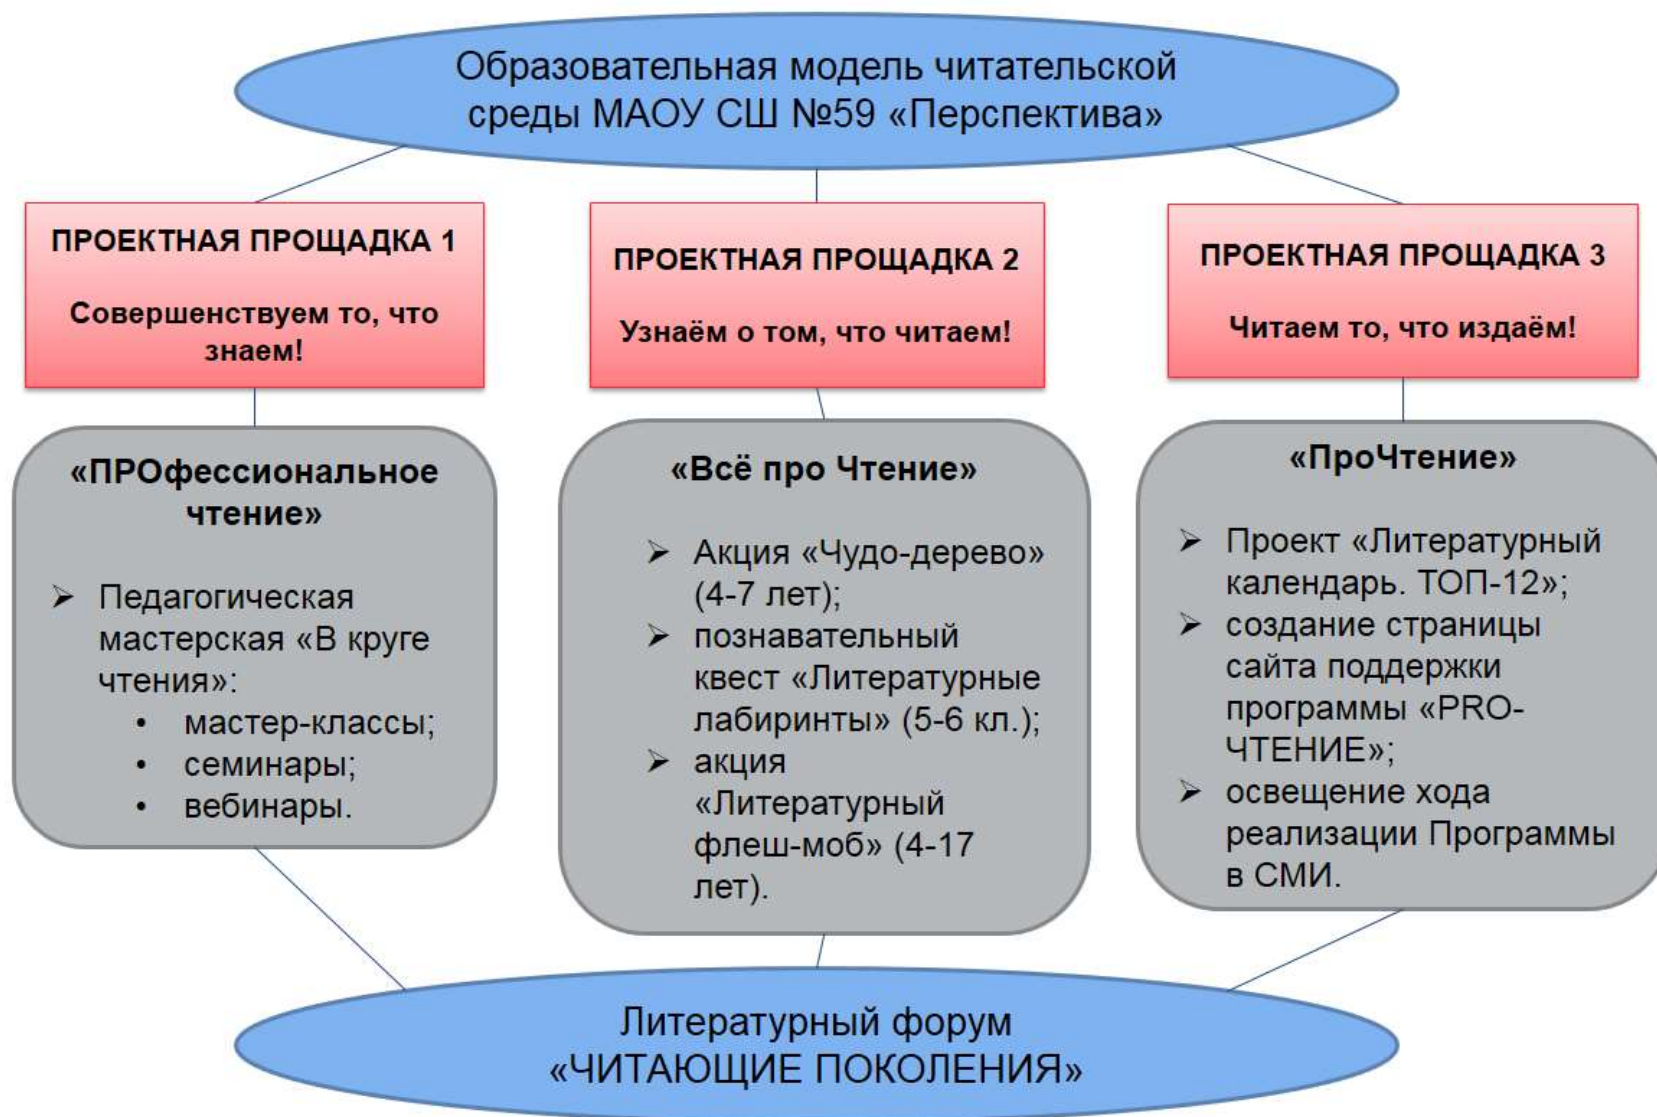 Образовательная модель читательской
среды МАОУ СШ №59 «Перспектива»
ПРОЕКТНАЯ ПРОЩАДКА 1
Совершенствуем то, что
знаем!
ПРОЕКТНАЯ ПРОЩАДКА 2
Узнаём о том, что читаем!
ПРОЕКТНАЯ ПРОЩАДКА 3
Читаем то, что издаём!
«ПРОфессиональное
чтение»
➢ Педагогическая
мастерская «В круге
чтения»:
• мастер-классы;
• семинары;
• вебинары.
«Всё про Чтение»
➢ Акция «Чудо-дерево»
(4-7 лет);
➢ познавательный
квест «Литературные
лабиринты» (5-6 кл.);
➢ акция
«Литературный
флеш-моб» (4-17
лет).
«ПроЧтение»
➢ Проект «Литературный
календарь. ТОП-12»;
➢ создание страницы
сайта поддержки
программы «PRO-
ЧТЕНИЕ»;
➢ освещение хода
реализации Программы
в СМИ.
Литературный форум
«ЧИТАЮЩИЕ ПОКОЛЕНИЯ»